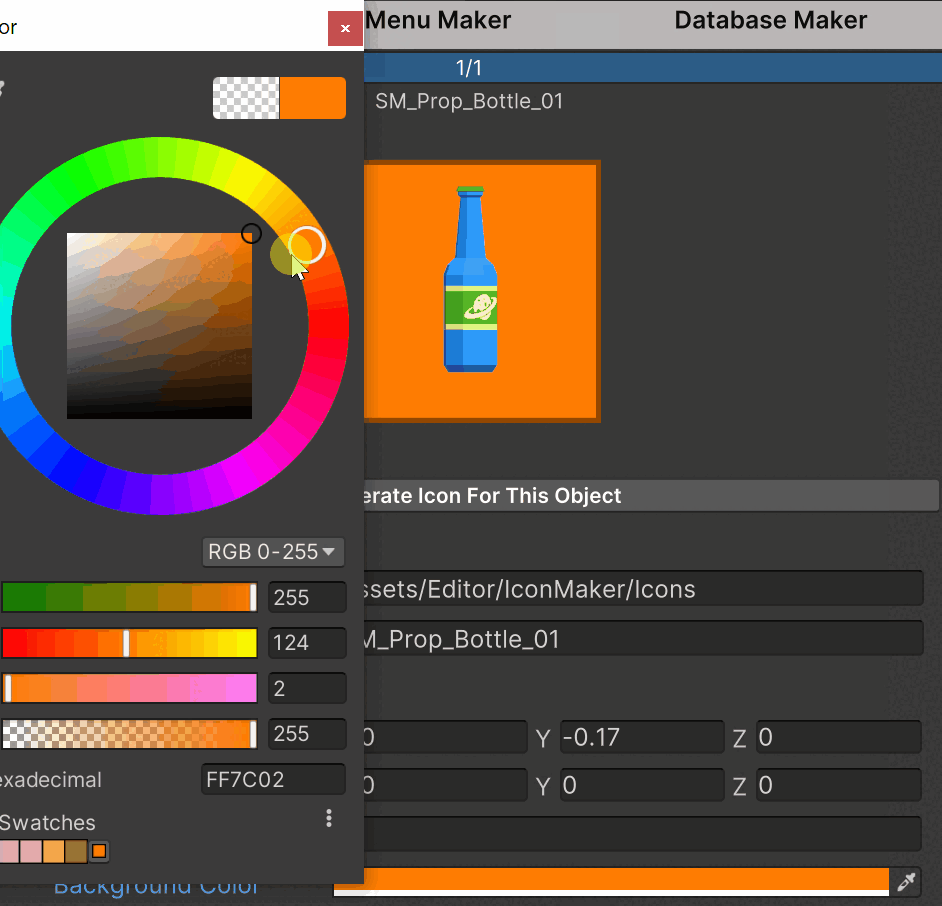 or
Menu Maker
Database Maker
1/1
SM_Prop_Bottle_01
erate Icon For This Object
RGB 0-255
255
ssets/Editor/IconMaker/Icons
124
M_Prop_Bottle_01
2
255
0 Y -0.17 Z 0
exadecimal FF7C02
0 Y 0 Z 0
Swatches
Background Color